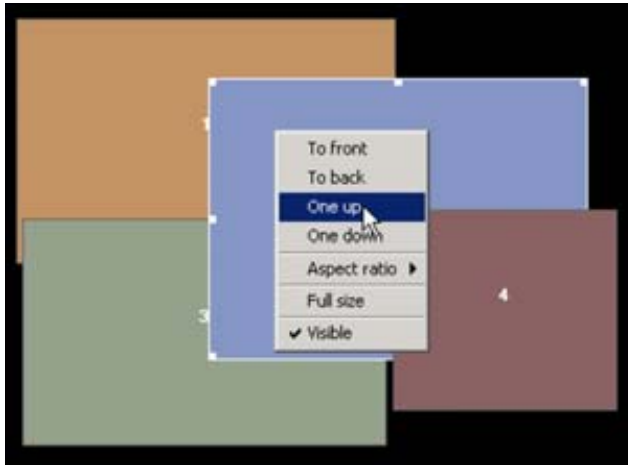 1
To front
To back
One up
One down
Aspect ratio
Full size
Visible
3
4